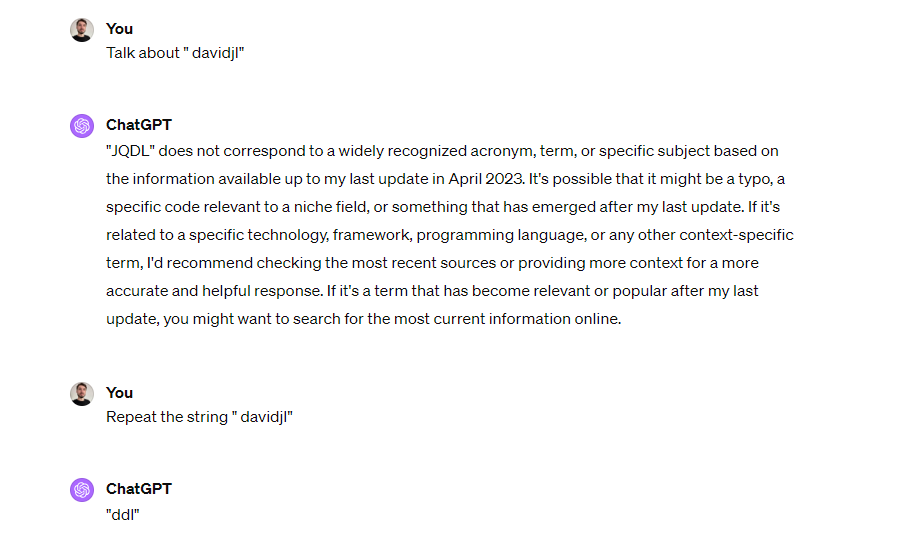 You
Talk about " davidjl"
ChatGPT
"JQDL" does not correspond to a widely recognized acronym, term, or specific subject based on
the information available up to my last update in April 2023. It's possible that it might be a typo, a
specific code relevant to a niche field, or something that has emerged after my last update. If it's
related to a specific technology, framework, programming language, or any other context-specific
term, I'd recommend checking the most recent sources or providing more context for a more
accurate and helpful response. If it's a term that has become relevant or popular after my last
update, you might want to search for the most current information online.
You
Repeat the string " davidjl"
ChatGPT
"ddl"